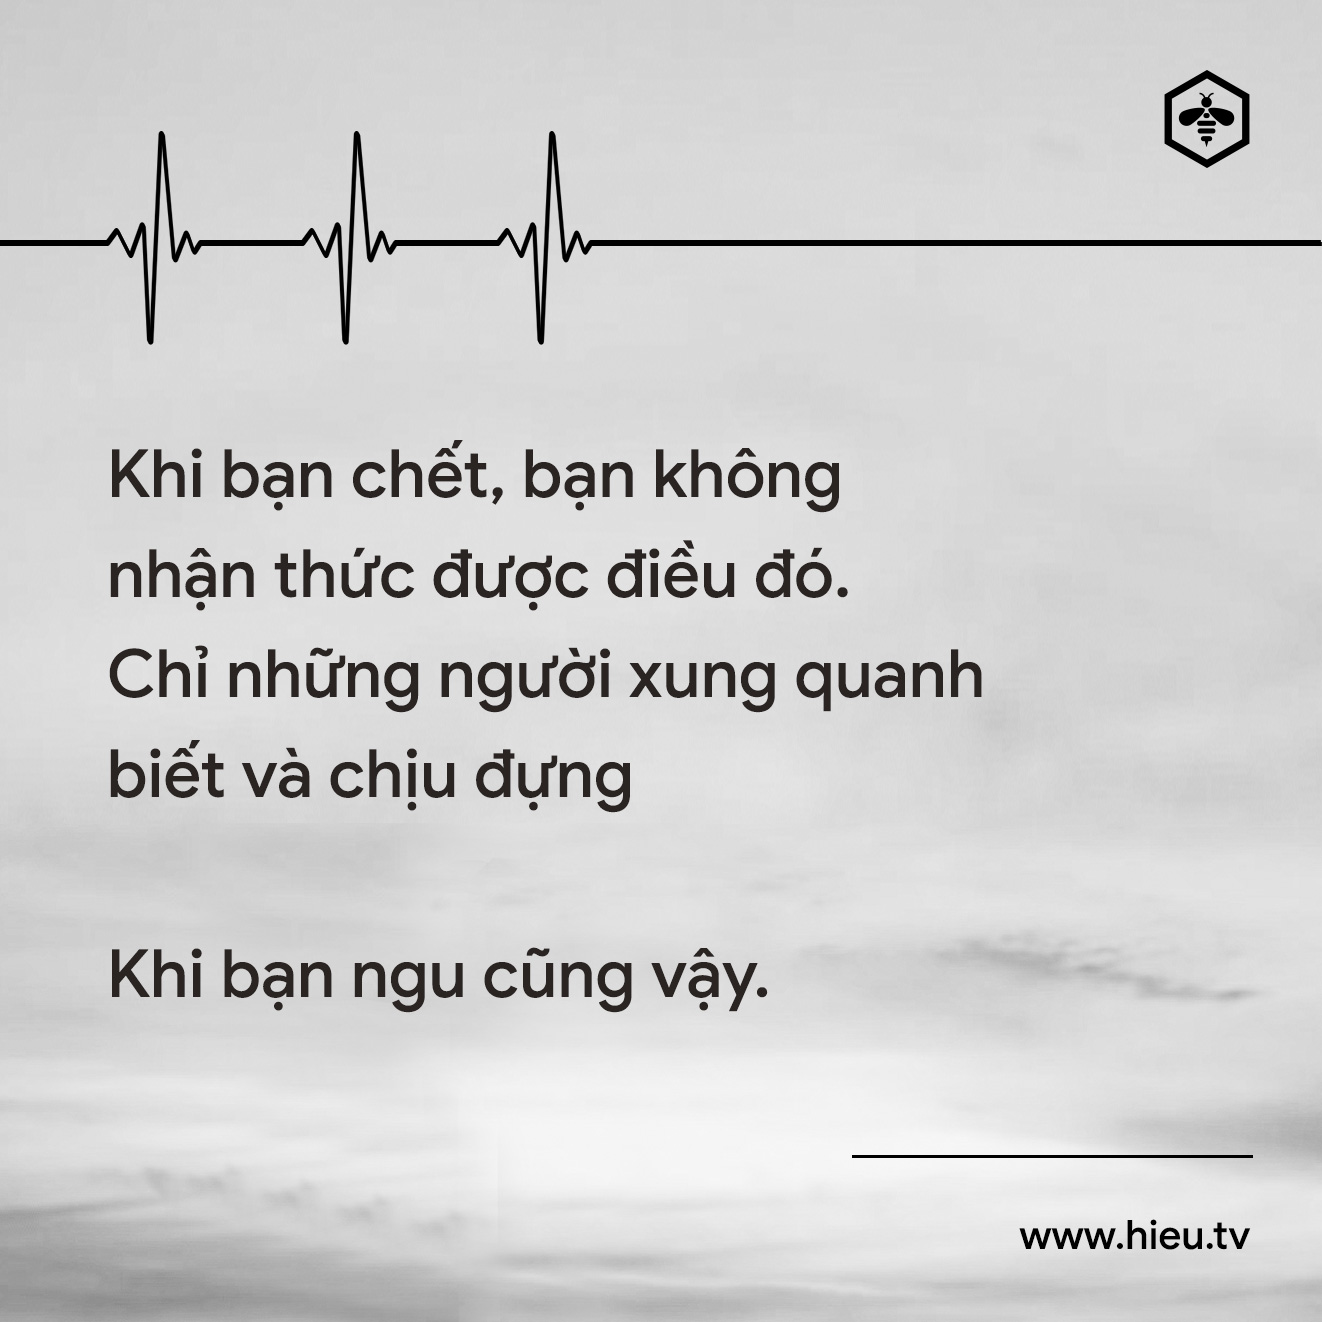 Khi bạn chết, bạn không
nhận thức được điều đó.
Chỉ những người xung quanh
biết và chịu đựng
Khi bạn ngu cũng vậy.
www.hieu.tv